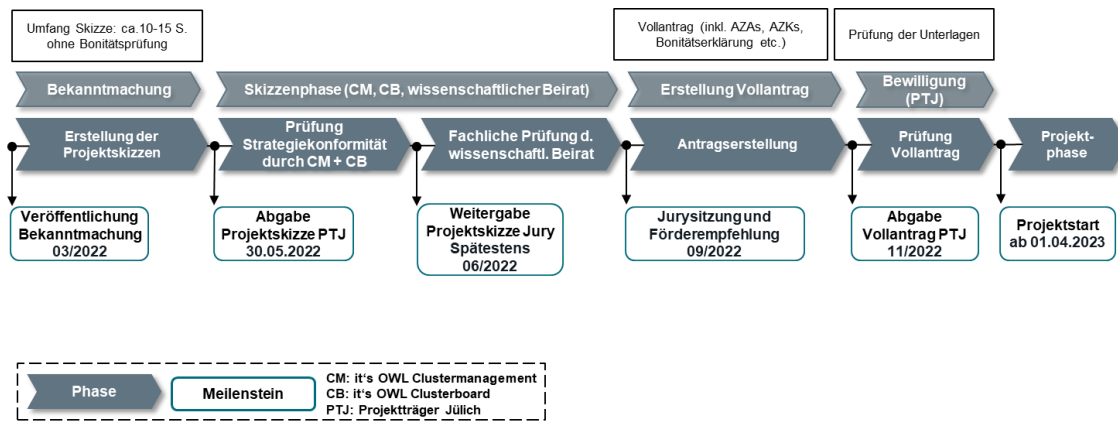 Umfang Skizze: ca.10-15 S.
ohne Bonitätsprüfung
Vollantrag (inkl. AZAs, AZKs,
Bonitätserklärung etc.)
Prüfung der Unterlagen
Bekanntmachung
Skizzenphase (CM, CB, wissenschaftlicher Beirat)
Erstellung Vollantrag
Bewilligung
(PTJ)
Erstellung der
Projektskizzen
Prüfung
Strategiekonformität
durch CM + CB
Fachliche Prüfung d.
wissenschaftl. Beirat
Antragserstellung
Prüfung
Vollantrag
Projekt-
phase
Veröffentlichung
Bekanntmachung
03/2022
Abgabe
Projektskizze PTJ
30.05.2022
Weitergabe
Projektskizze Jury
Spätestens
06/2022
Jurysitzung und
Förderempfehlung
09/2022
Abgabe
Vollantrag PTJ
11/2022
Projektstart
ab 01.04.2023
Phase
Meilenstein
CM: it's OWL Clustermanagement
CB: it's OWL Clusterboard
PTJ: Projektträger Jülich